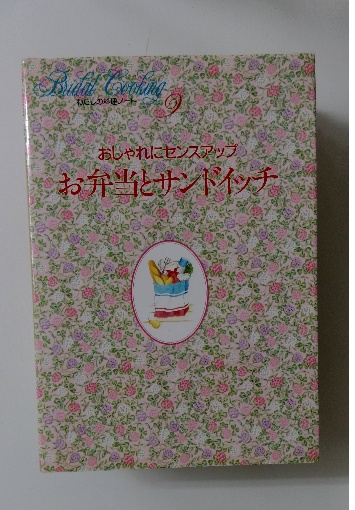 Bridal Cooking
わたしの料理ノート
9
おしゃれにセンスアップ
お弁当とサンドイッチ